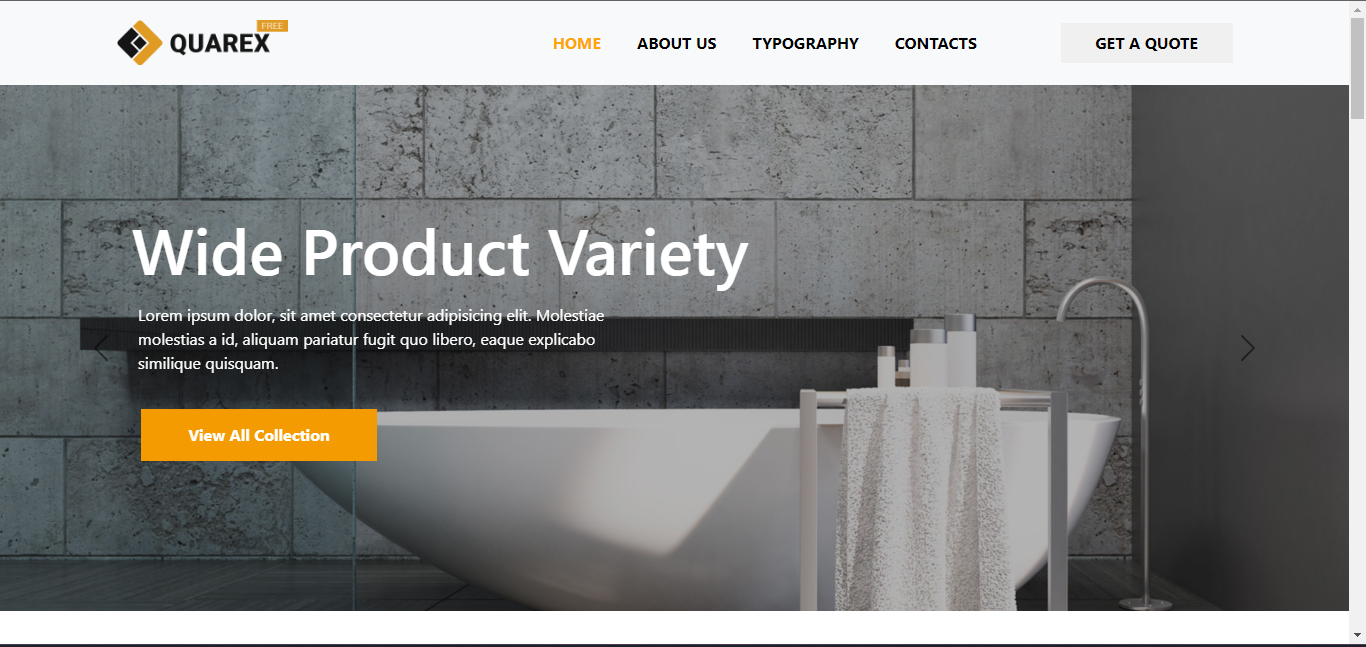 FREE
QUAREX
HOME
ABOUT US
TYPOGRAPHY
CONTACTS
GET A QUOTE
Wide Product Variety
Lorem ipsum dolor, sit amet consectetur adipisicing elit. Molestiae
molestias a id, aliquam pariatur fugit quo libero, eaque explicabo
similique quisquam.
View All Collection